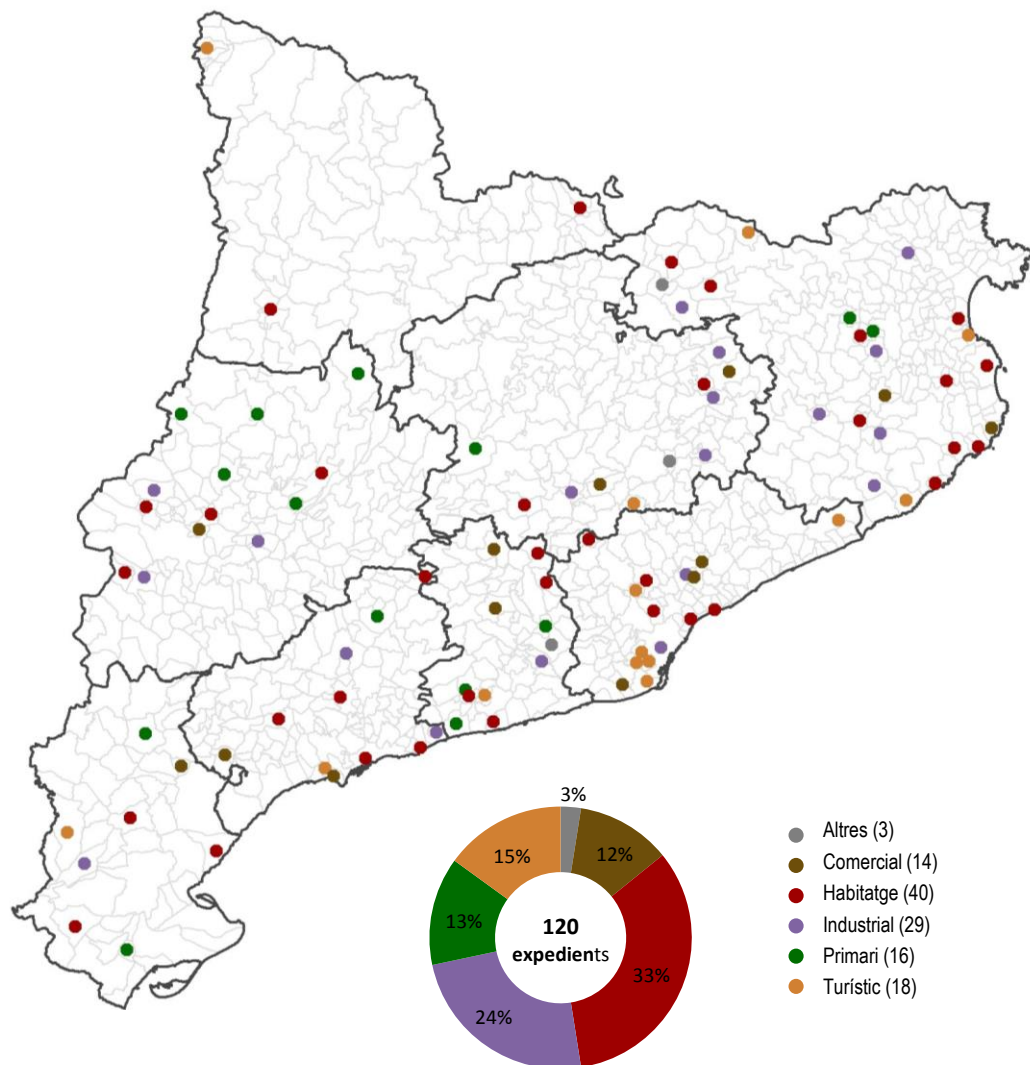 3%
15%
12%
13%
120
expedients
33%
24%
Altres (3)
Comercial (14)
Habitatge (40)
Industrial (29)
Primari (16)
Turístic (18)